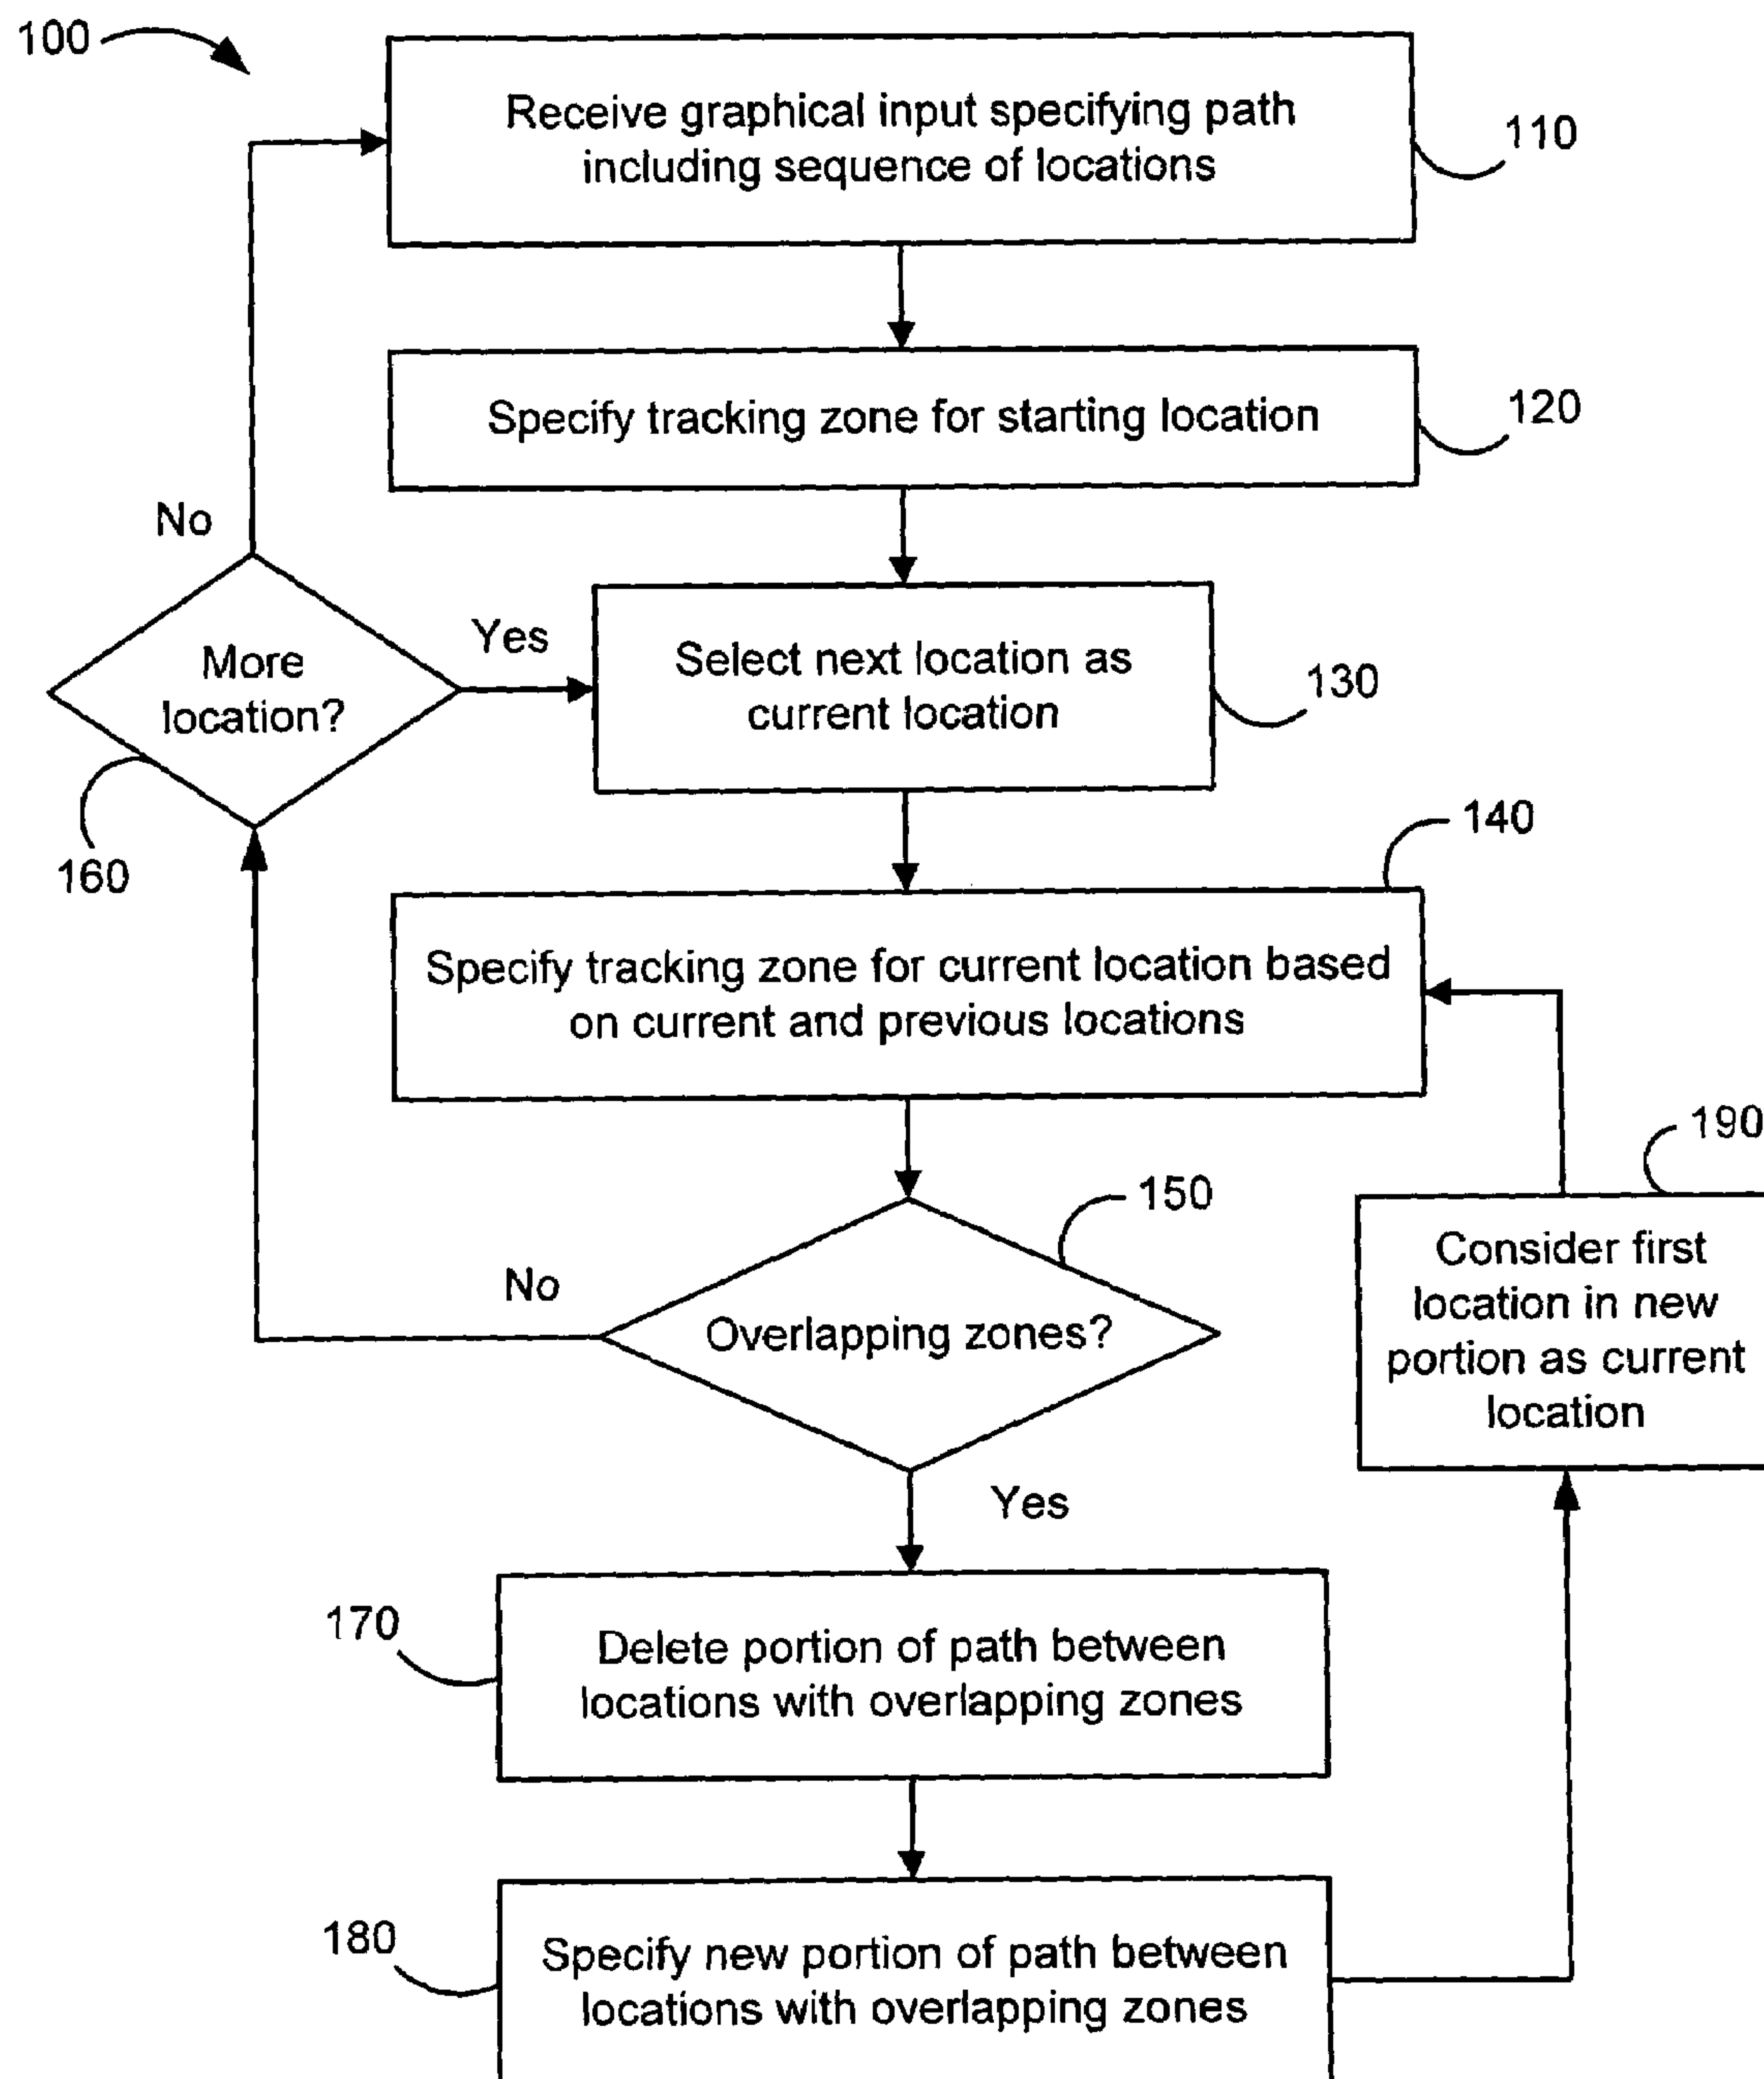 100
Receive graphical input specifying path
including sequence of locations
110
Specify tracking zone for starting location
120
No
More
location?
Yes
160
Select next location as
current location
130
140
Specify tracking zone for current location based
on current and previous locations
190
150
No
Overlapping zones?
Consider first
location in new
portion as current
location
Yes
170
Delete portion of path between
locations with overlapping zones
180
Specify new portion of path between
locations with overlapping zones